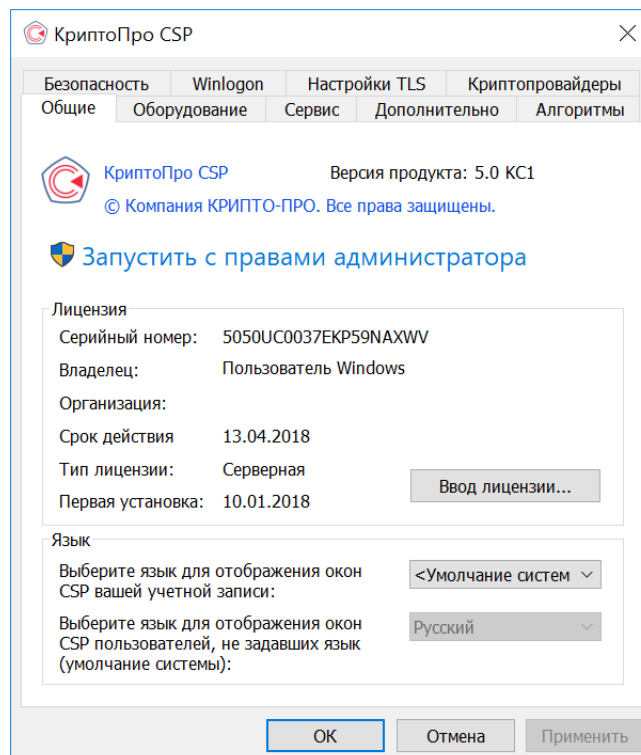 КриптоПро CSP
Безопасность Winlogon Настройки TLS Криптопровайдеры
Общие Оборудование Сервис Дополнительно Алгоритмы
КриптоПро CSP Версия продукта: 5.0 КС1
© Компания КРИПТО-ПРО. Все права защищены.
Запустить с правами администратора
Лицензия
Серийный номер: 5050UC0037EKP59NAXWV
Владелец: Пользователь Windows
Организация:
Срок действия 13.04.2018
Тип лицензии: Серверная
Ввод лицензии...
Первая установка: 10.01.2018
Язык
Выберите язык для отображения окон
CSP вашей учетной записи:
<Умолчание систем
Выберите язык для отображения окон
CSP пользователей, не задавших язык
(умолчание системы):
Русский
ОК Отмена Применить